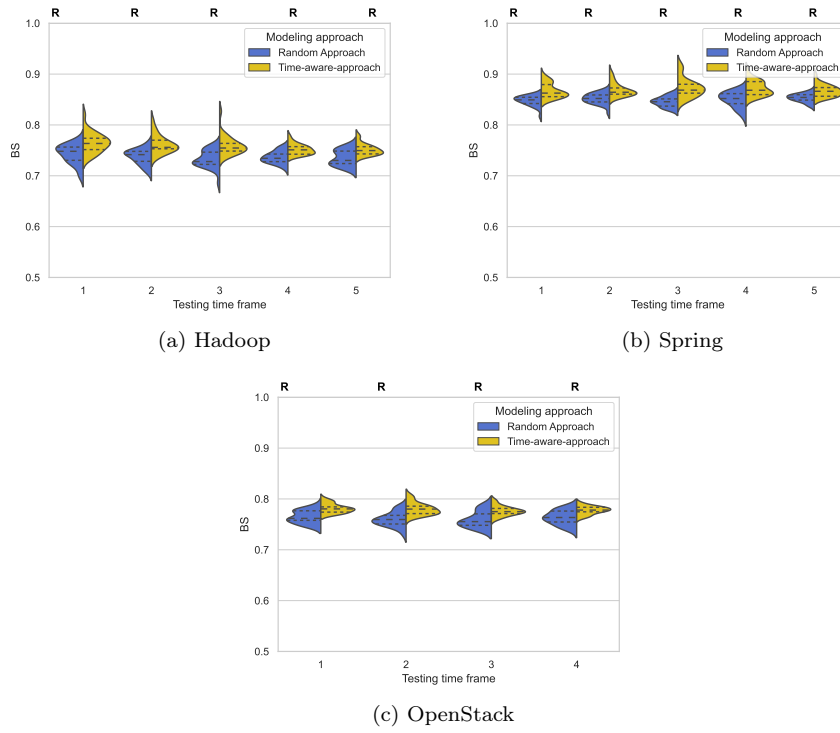 R R R R R
1.0
0.9
0.8
0.7
0.6
0.5
BS
Modeling approach
Random Approach
Time-aware-approach
1 2 3 4 5
Testing time frame
(a) Hadoop
R R R R R
1.0
0.9
0.8
0.7
0.6
0.5
BS
Modeling approach
Random Approach
Time-aware-approach
1 2 3 4 5
Testing time frame
(b) Spring
R R R R
1.0
0.9
0.8
0.7
0.6
0.5
BS
Modeling approach
Random Approach
Time-aware-approach
1 2 3 4
Testing time frame
(c) OpenStack